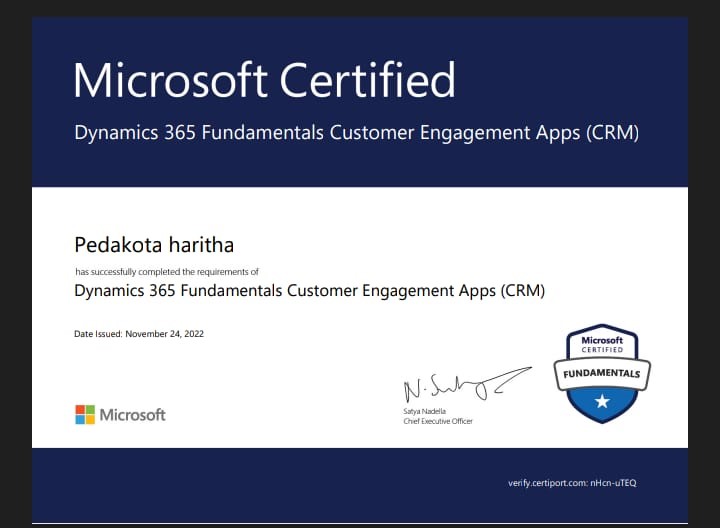 Microsoft Certified
Dynamics 365 Fundamentals Customer Engagement Apps (CRM)
Pedakota haritha
has successfully completed the requirements of
Dynamics 365 Fundamentals Customer Engagement Apps (CRM)
Date Issued: November 24, 2022
Microsoft
CERTIFIED
FUNDAMENTALS
Satya Nadella
Chief Executive Officer
Microsoft
verify.certiport.com: nHcn-uTEQ